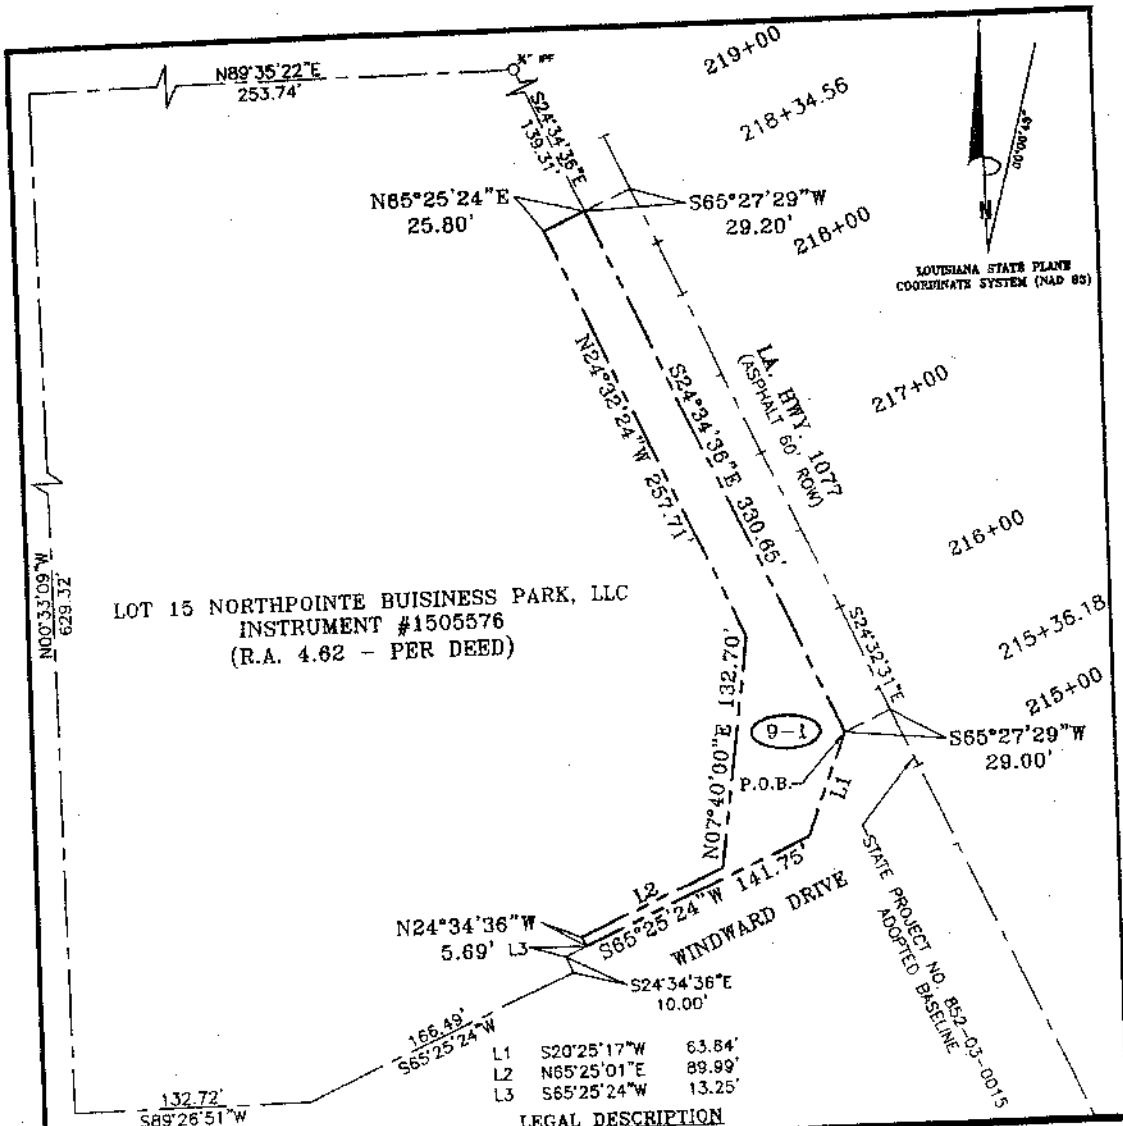 N89°35'22"E
253.74'
¾" IPF
S24°34'36"E
139.31'
219+00
218+34.56
00°00'49"
N
LOUISIANA STATE PLANE
COORDINATE SYSTEM (NAD 83)
N65°25'24"E
25.80'
S65°27'29"W
29.20'
218+00
N24°32'24"W 257.71'
S24°34'36"E 330.65'
LA. HWY. 1077
(ASPHALT 60' ROW)
217+00
216+00
N00°33'09"W
629.32'
LOT 15 NORTHPOINTE BUISINESS PARK, LLC
INSTRUMENT #1505576
(R.A. 4.62 - PER DEED)
S24°32'31"E
215+36.18
215+00
N07°40'00"E 132.70'
9-1
S65°27'29"W
29.00'
P.O.B.
L1
L2
S65°25'24"W 141.75'
WINDWARD DRIVE
STATE PROJECT NO. 852-03-0015
ADOPTED BASELINE
N24°34'36"W
5.69' L3
S24°34'36"E
10.00'
166.49'
S65°25'24"W
132.72'
S89°26'51"W
L1 S20°25'17"W 63.64'
L2 N65°25'01"E 89.99'
L3 S65°25'24"W 13.25'
LEGAL DESCRIPTION